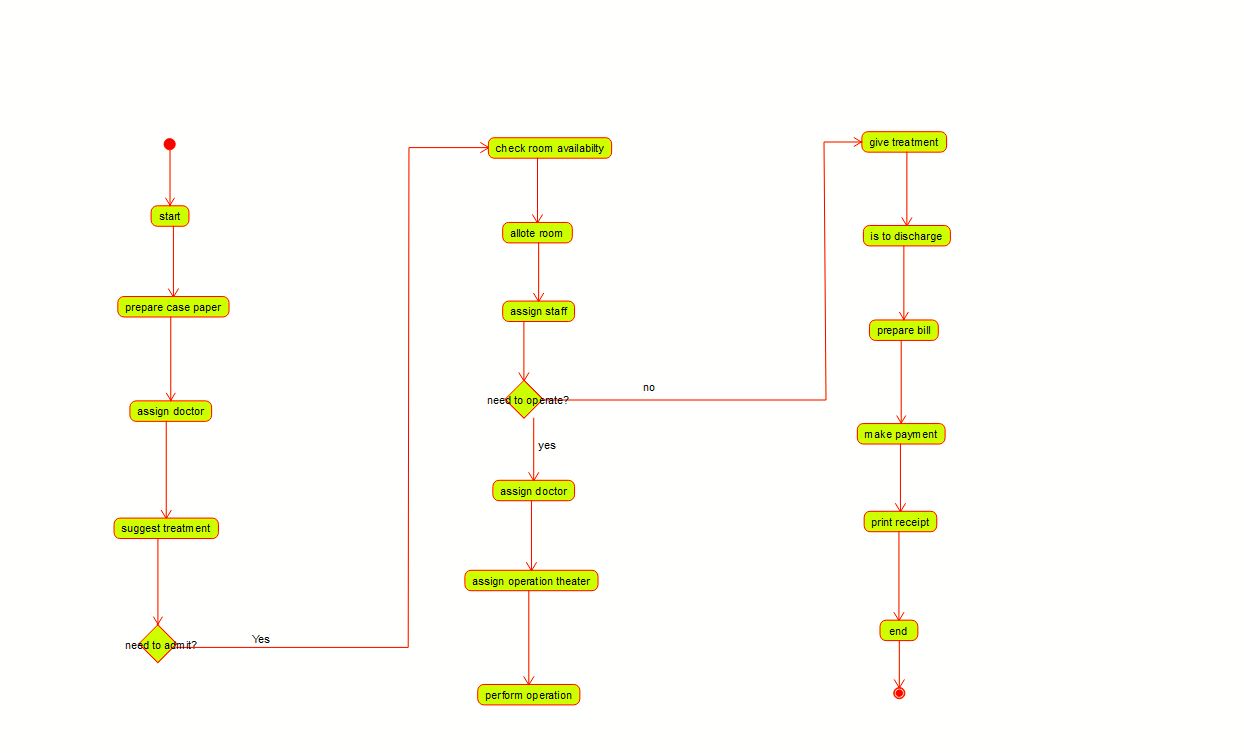 start
prepare case paper
assign doctor
suggest treatment
need to admit?
Yes
check room availabilty
allote room
assign staff
need to operate?
no
yes
assign doctor
assign operation theater
perform operation
give treatment
is to discharge
prepare bill
make payment
print receipt
end